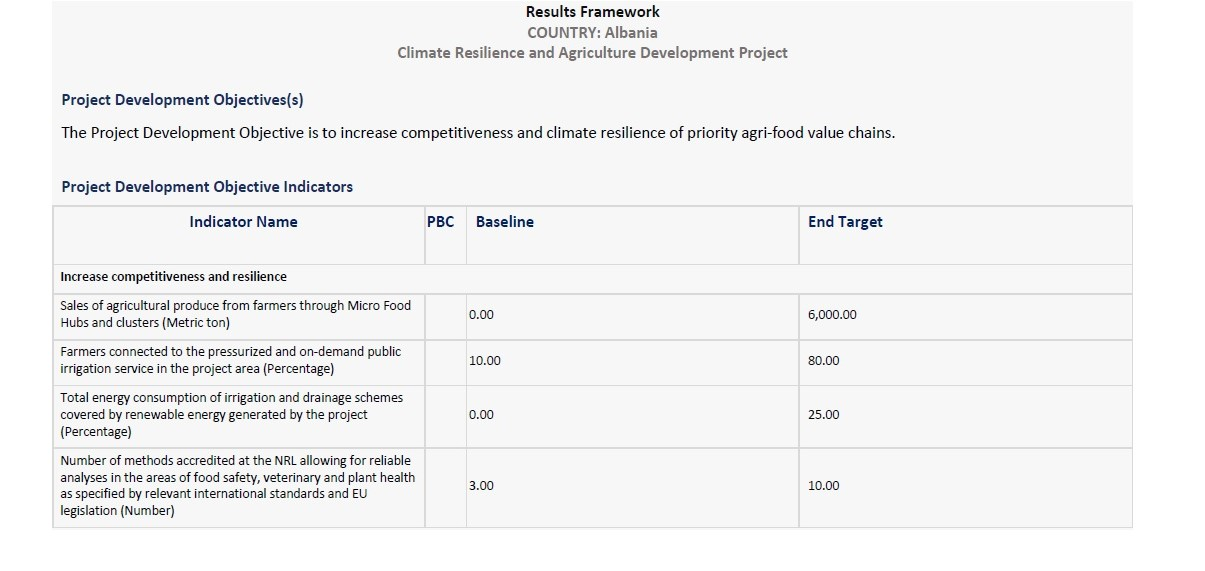 Results Framework
COUNTRY: Albania
Climate Resilience and Agriculture Development Project
Project Development Objectives(s)
The Project Development Objective is to increase competitiveness and climate resilience of priority agri-food value chains.
Project Development Objective Indicators
Indicator Name PBC Baseline End Target
Increase competitiveness and resilience
Sales of agricultural produce from farmers through Micro Food
Hubs and clusters (Metric ton)
0.00 6,000.00
Farmers connected to the pressurized and on-demand public
irrigation service in the project area (Percentage)
10.00 80.00
Total energy consumption of irrigation and drainage schemes
covered by renewable energy generated by the project
(Percentage)
0.00 25.00
Number of methods accredited at the NRL allowing for reliable
analyses in the areas of food safety, veterinary and plant health
as specified by relevant international standards and EU
legislation (Number)
3.00 10.00